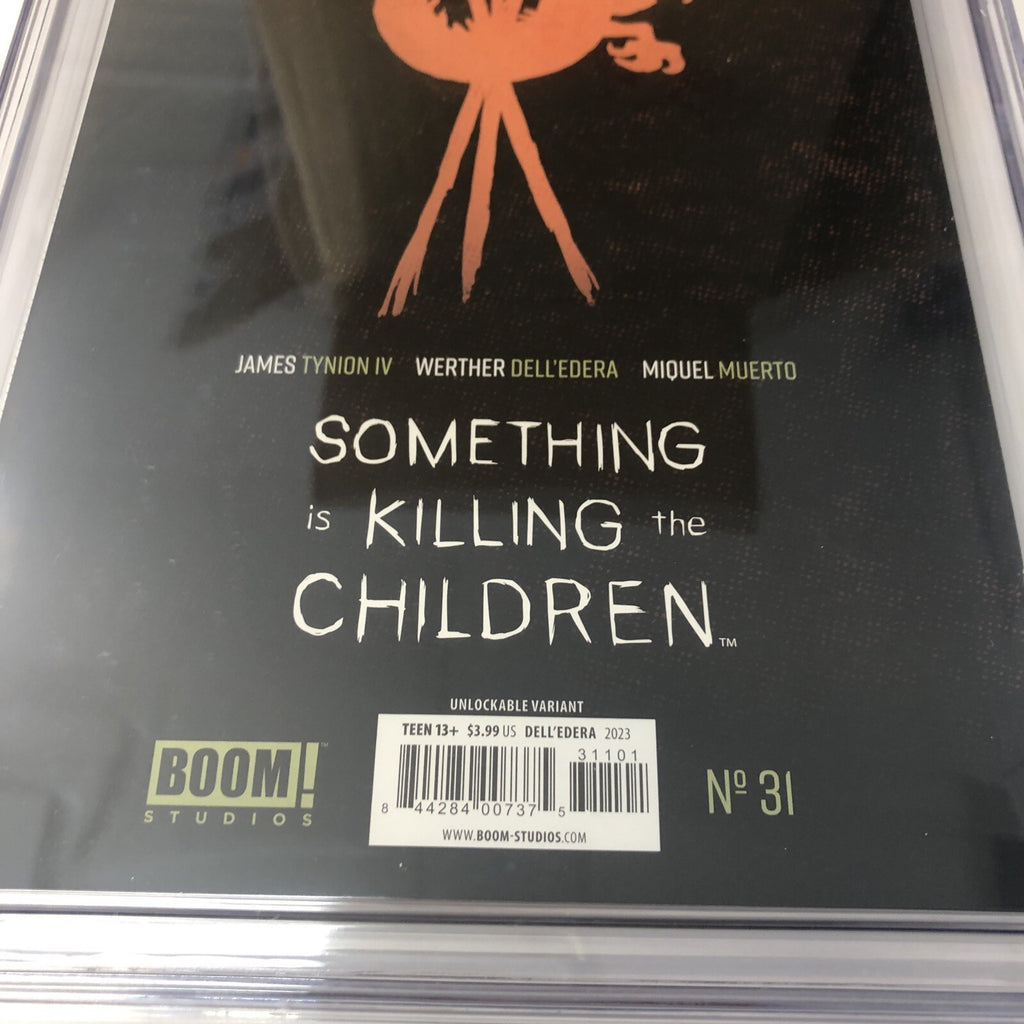 JAMES TYNION IV WERTHER DELL'EDERA MIQUEL MUERTO
SOMETHING
is KILLING the
CHILDREN™
UNLOCKABLE VARIANT
TEEN 13+ $3.99 US DELL'EDERA 2023
31101
8 44284 00737 5
WWW.BOOM-STUDIOS.COM
BOOM!™
STUDIOS
Nº 31